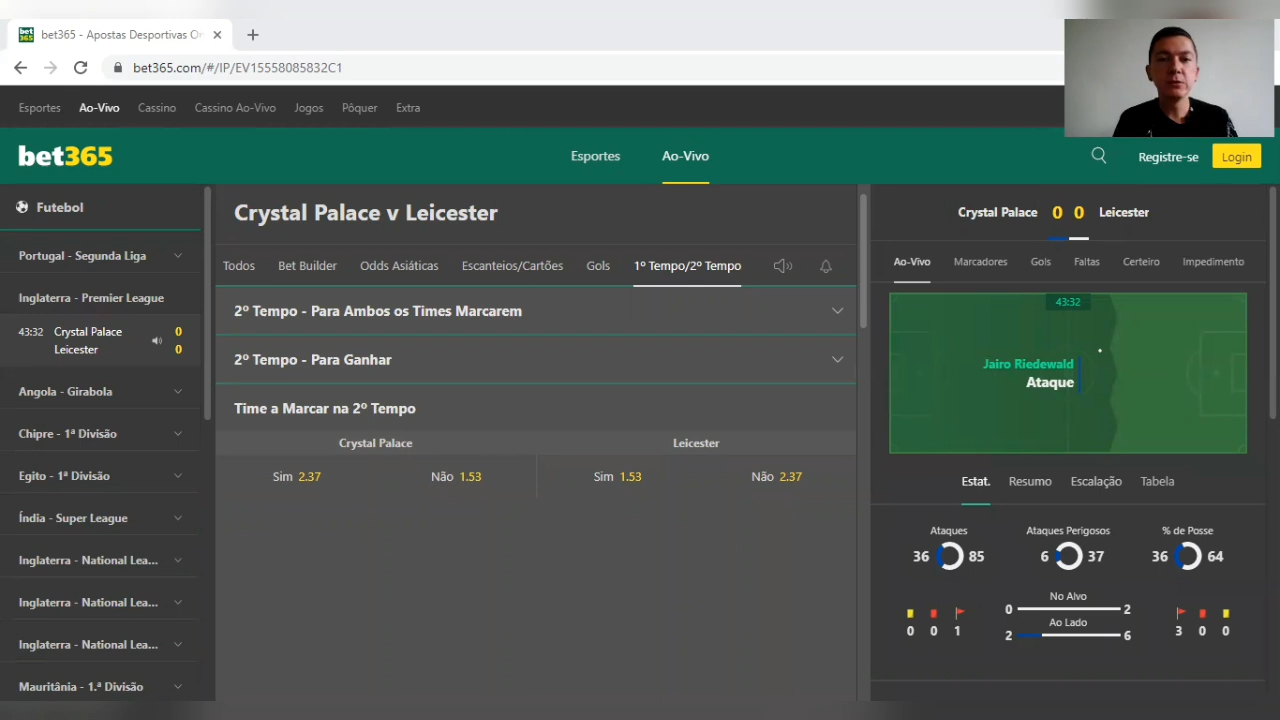 bet365 - Apostas Desportivas On
bet365.com/#/IP/EV15558085832C1
Esportes Ao-Vivo Cassino Cassino Ao-Vivo Jogos Pôquer Extra
bet365
Esportes Ao-Vivo
Registre-se Login
Futebol
Portugal - Segunda Liga
Inglaterra - Premier League
43:32 Crystal Palace 0
Leicester 0
Angola - Girabola
Chipre - 1ª Divisão
Egito - 1ª Divisão
Índia - Super League
Inglaterra - National Lea...
Inglaterra - National Lea...
Inglaterra - National Lea...
Mauritânia - 1.ª Divisão
Crystal Palace v Leicester
Todos Bet Builder Odds Asiáticas Escanteios/Cartões Gols 1º Tempo/2º Tempo
2º Tempo - Para Ambos os Times Marcarem
2º Tempo - Para Ganhar
Time a Marcar na 2º Tempo
Crystal Palace Leicester
Sim 2.37 Não 1.53 Sim 1.53 Não 2.37
Crystal Palace 0 0 Leicester
Ao-Vivo Marcadores Gols Faltas Certeiro Impedimento
43:32
Jairo Riedewald
Ataque
Estat. Resumo Escalação Tabela
Ataques Ataques Perigosos % de Posse
36 85 6 37 36 64
No Alvo
0 2
Ao Lado
2 6
0 0 1 3 0 0